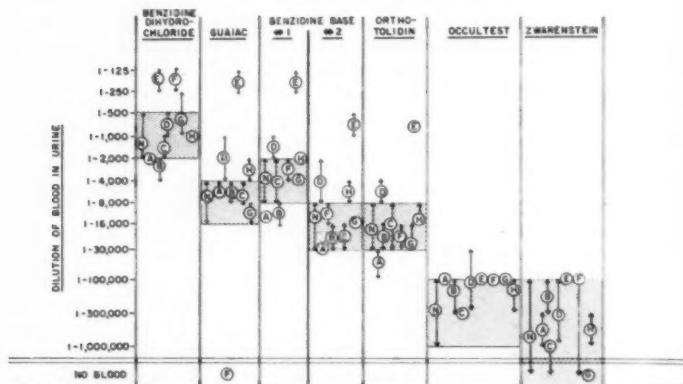 BENZIDINE DIHYDRO-CHLORIDE
GUAIAC
BENZIDINE BASE
#1
#2
ORTHO-TOLIDIN
OCCULTEST
ZWARENSTEIN
DILUTION OF BLOOD IN URINE
1-125
1-250
1-500
1-1,000
1-2,000
1-4,000
1-8,000
1-16,000
1-30,000
1-100,000
1-300,000
1-1,000,000
NO BLOOD
E F
D G
N C H
A B
E
D
H
N A B C
G
F
E
D H
N C F G
A B
E
D H
N F G
B C
A
E
D
N C H
B F G
A
A D E F G
B H
N C
E F
B
D
A H
N C
G